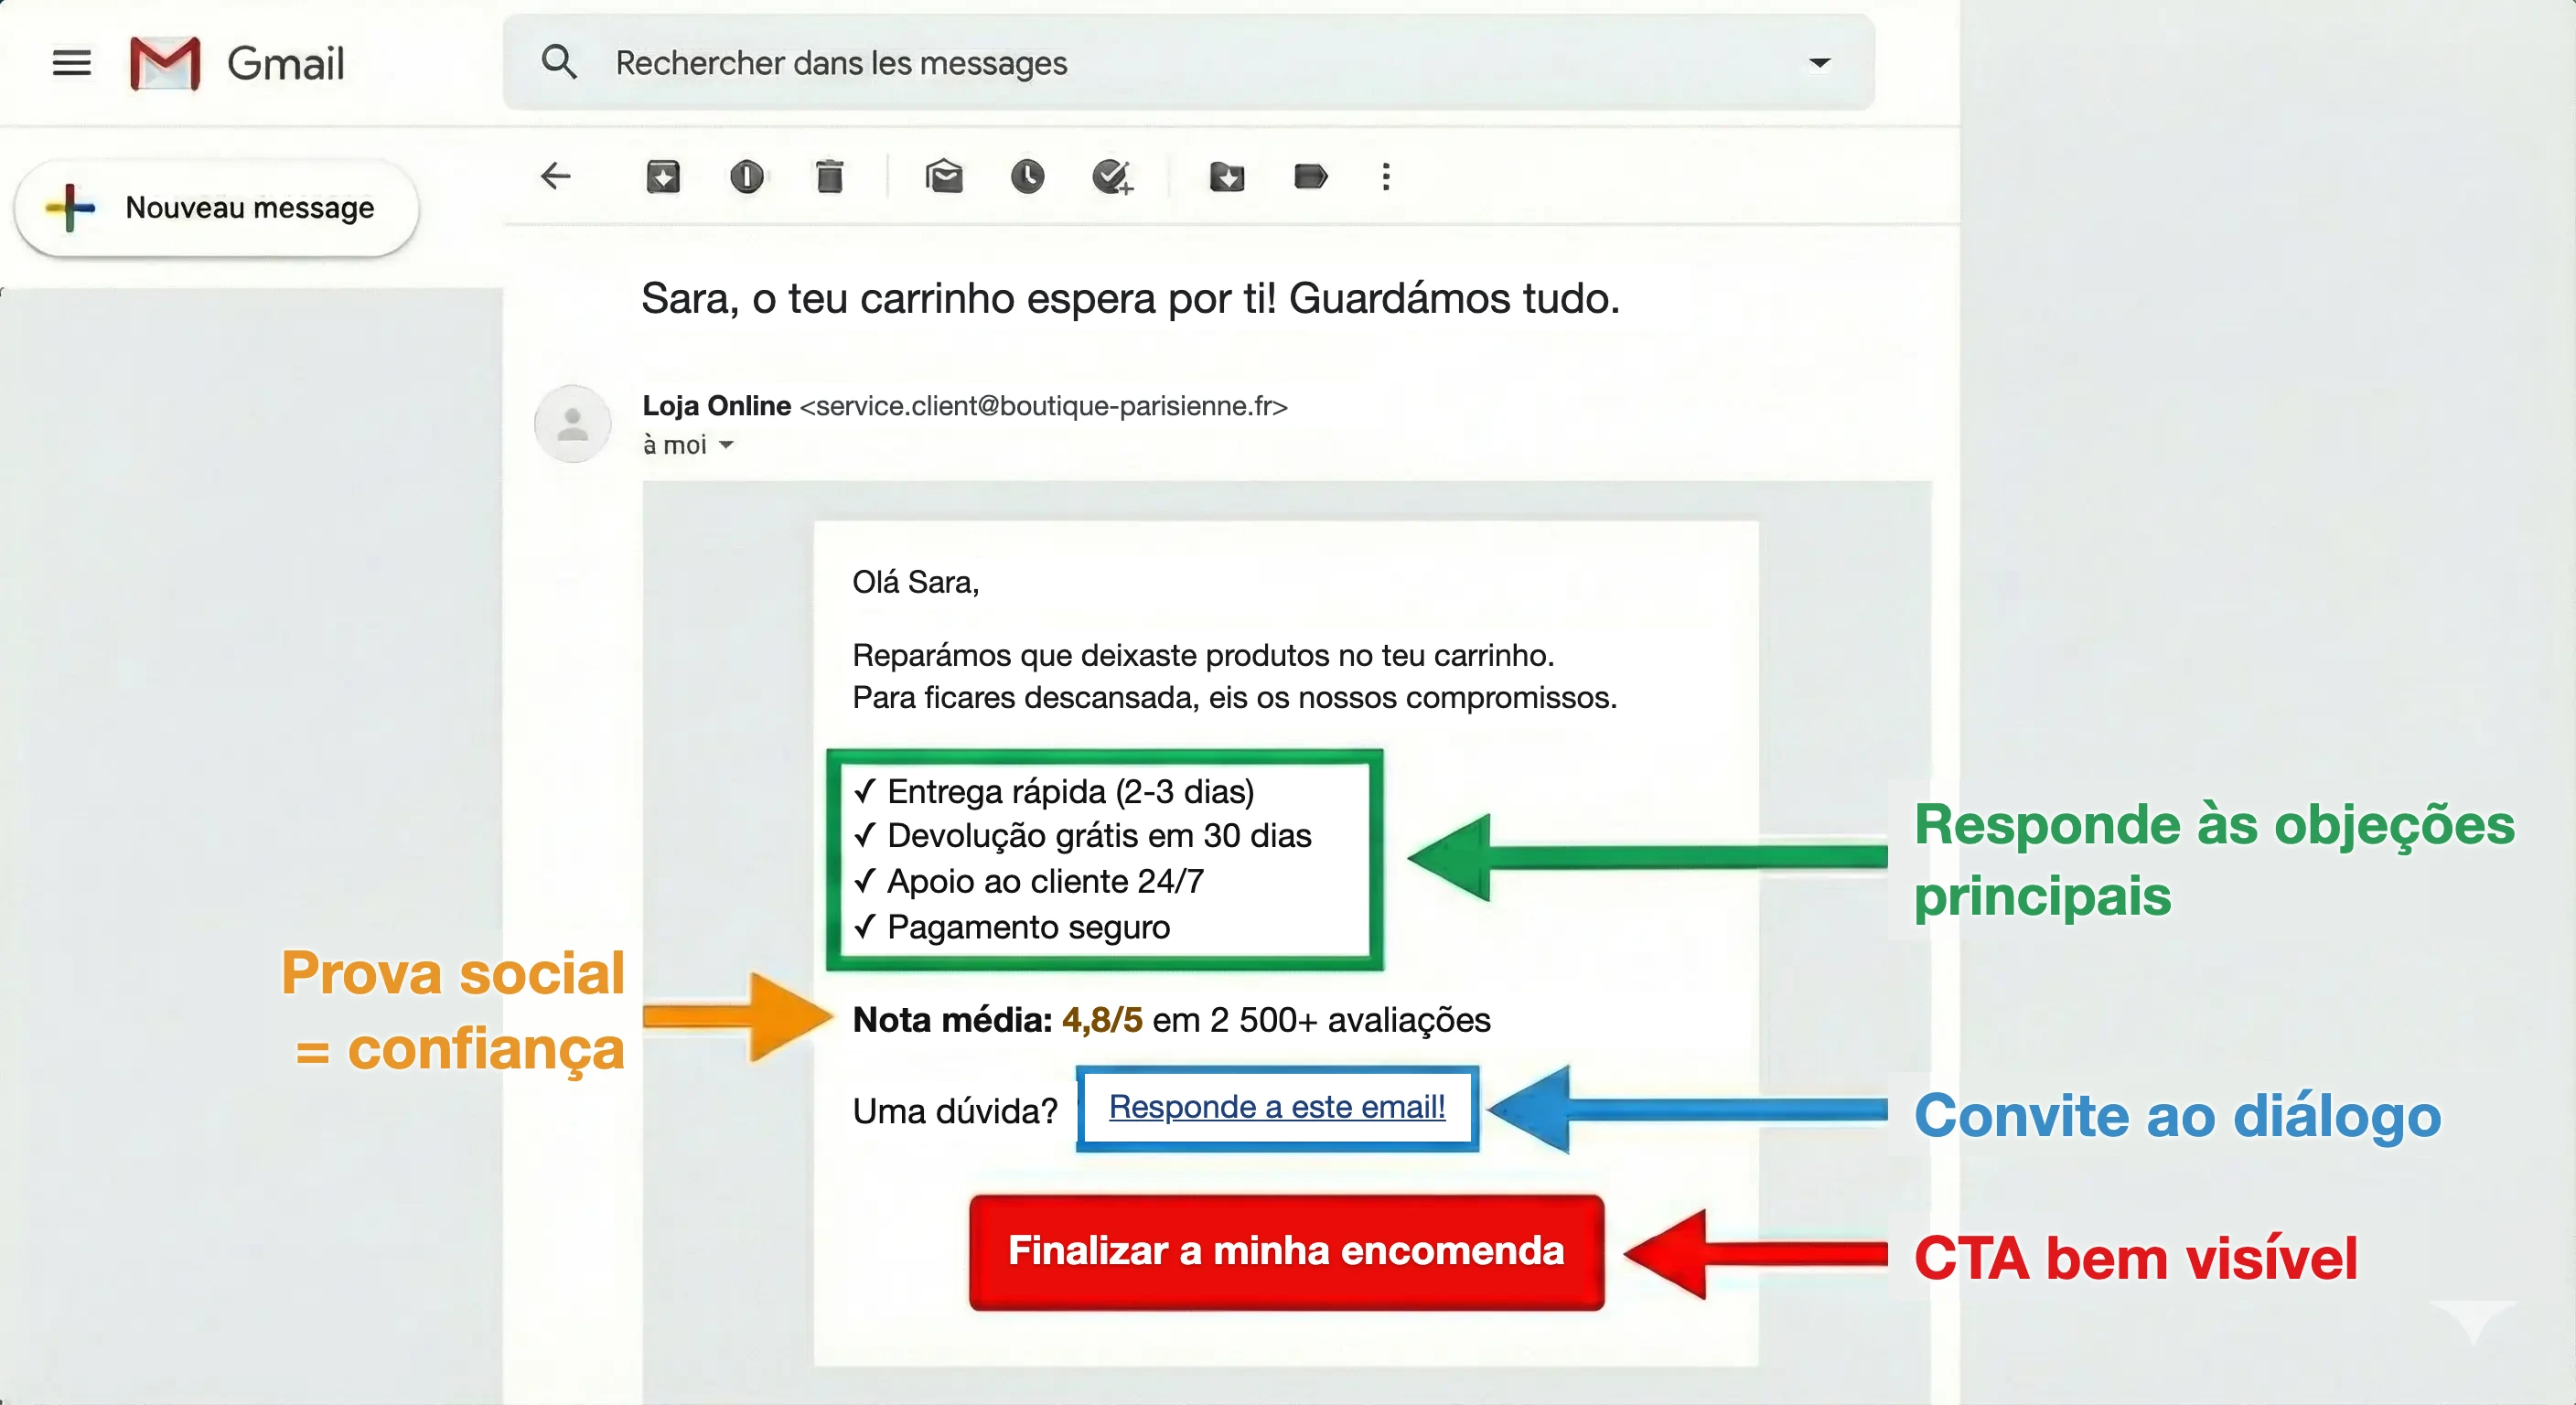 Gmail
Rechercher dans les messages
Nouveau message
Sara, o teu carrinho espera por ti! Guardámos tudo.
Loja Online <service.client@boutique-parisienne.fr>
à moi
Olá Sara,
Reparámos que deixaste produtos no teu carrinho.
Para ficares descansada, eis os nossos compromissos.
✓ Entrega rápida (2-3 dias)
✓ Devolução grátis em 30 dias
✓ Apoio ao cliente 24/7
✓ Pagamento seguro
Responde às objeções
principais
Prova social
= confiança
Nota média: 4,8/5 em 2 500+ avaliações
Uma dúvida? Responde a este email!
Convite ao diálogo
Finalizar a minha encomenda
CTA bem visível